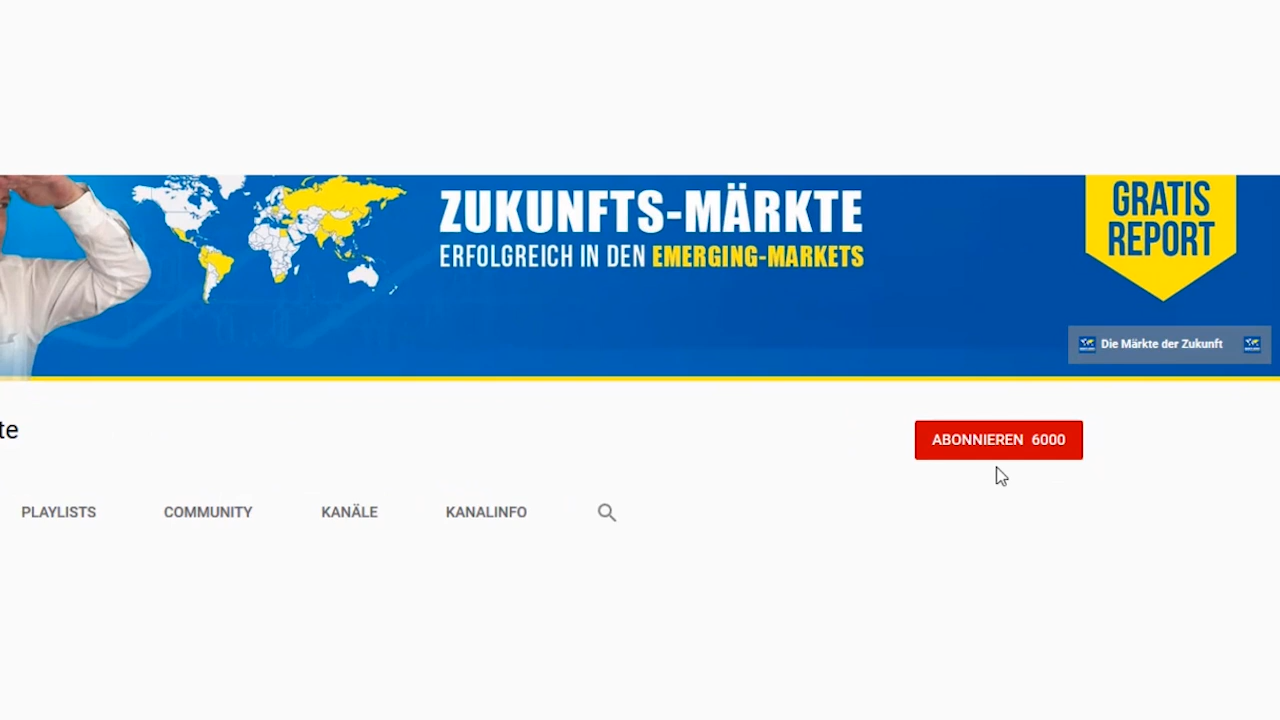 ZUKUNFTS-MÄRKTE
ERFOLGREICH IN DEN EMERGING-MARKETS
GRATIS
REPORT
Die Märkte der Zukunft
te
ABONNIEREN 6000
PLAYLISTS COMMUNITY KANÄLE KANALINFO